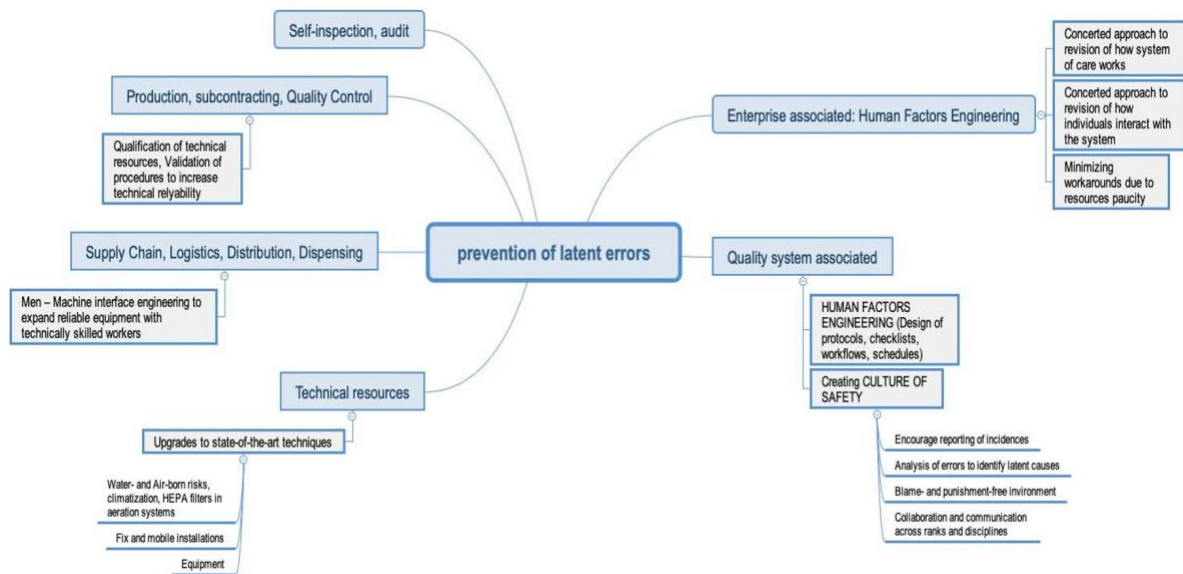 Self-inspection, audit
Production, subcontracting, Quality Control
Qualification of technical
resources, Validation of
procedures to increase
technical relyability
Supply Chain, Logistics, Distribution, Dispensing
Men – Machine interface engineering to
expand reliable equipment with
technically skilled workers
Technical resources
Upgrades to state-of-the-art techniques
Water- and Air-born risks,
climatization, HEPA filters in
aeration systems
Fix and mobile installations
Equipment
prevention of latent errors
Enterprise associated: Human Factors Engineering
Concerted approach to
revision of how system
of care works
Concerted approach to
revision of how
individuals interact with
the system
Minimizing
workarounds due to
resources paucity
Quality system associated
HUMAN FACTORS
ENGINEERING (Design of
protocols, checklists,
workflows, schedules)
Creating CULTURE OF
SAFETY
Encourage reporting of incidences
Analysis of errors to identify latent causes
Blame- and punishment-free invironment
Collaboration and communication
across ranks and disciplines